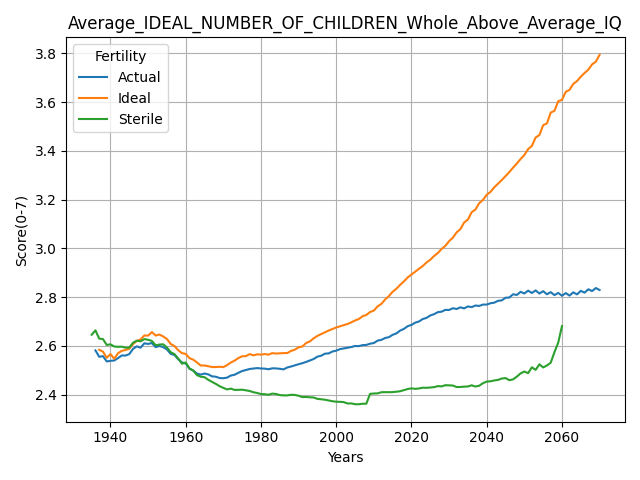 Average_IDEAL_NUMBER_OF_CHILDREN_Whole_Above_Average_IQ
Fertility
Actual
Ideal
Sterile
Score(0-7)
3.8
3.6
3.4
3.2
3.0
2.8
2.6
2.4
1940 1960 1980 2000 2020 2040 2060
Years